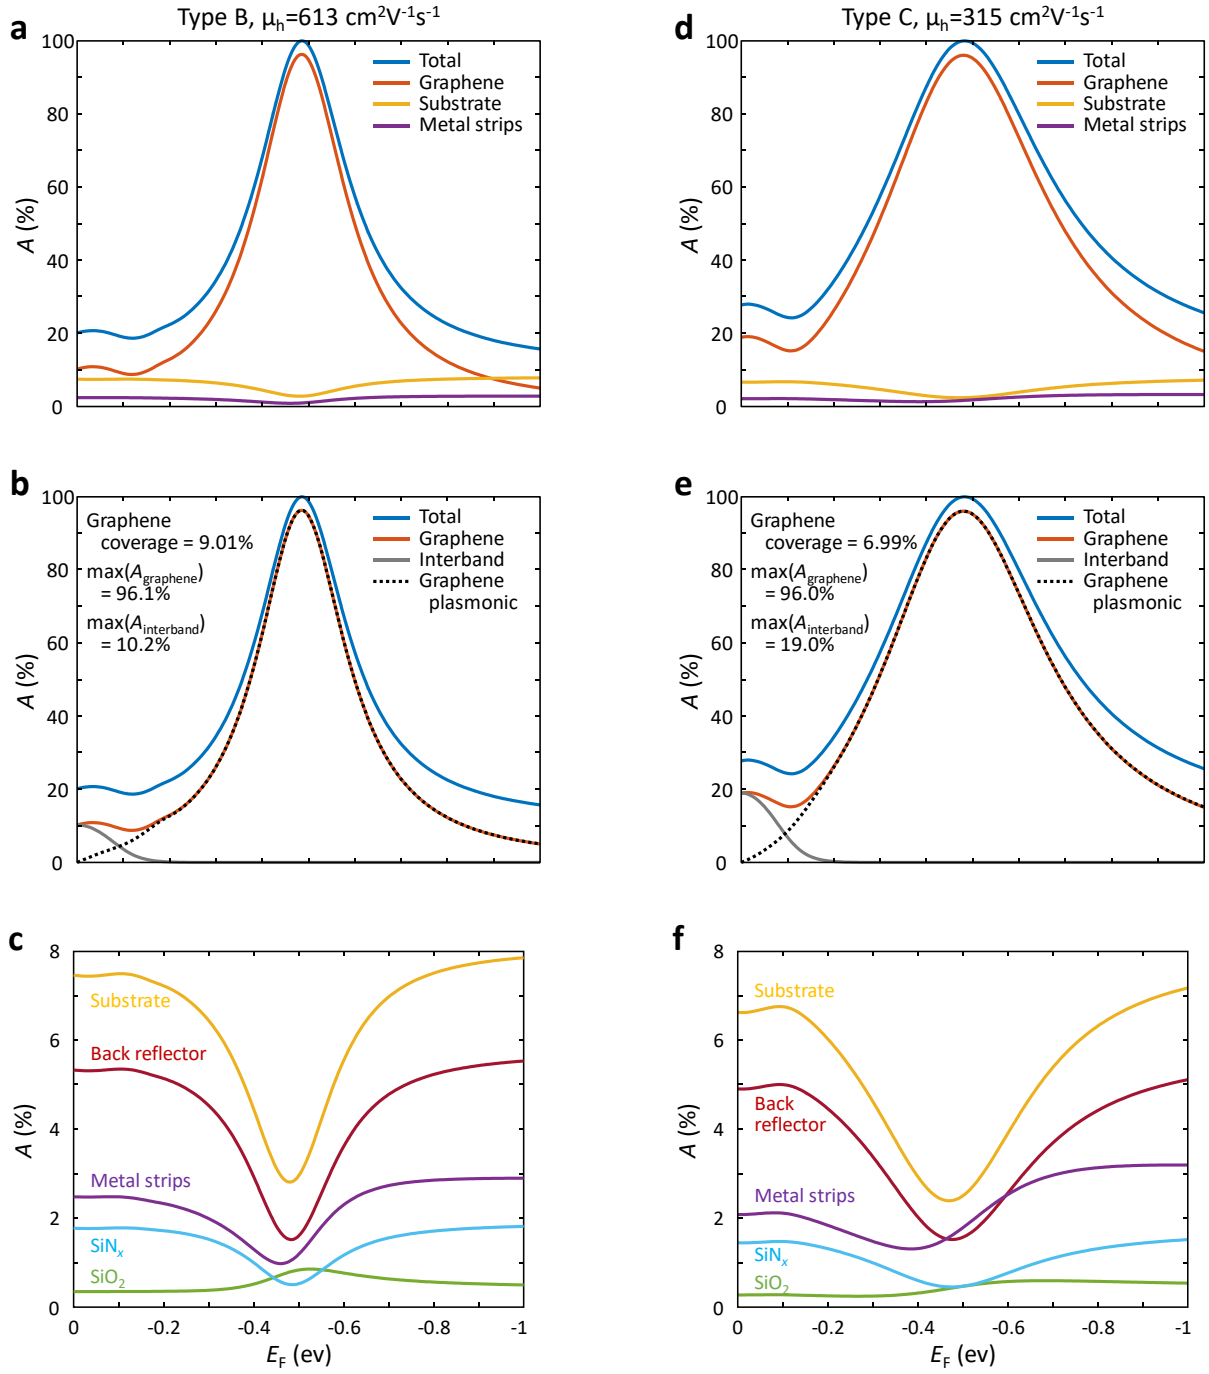 Type B, μh=613 cm²V⁻¹s⁻¹
a
100
80
60
40
20
0
A (%)
Total
Graphene
Substrate
Metal strips
b
100
80
60
40
20
0
A (%)
Graphene
coverage = 9.01%
max(Agraphene)
= 96.1%
max(Ainterband)
= 10.2%
Total
Graphene
Interband
Graphene
plasmonic
c
8
6
4
2
0
A (%)
Substrate
Back reflector
Metal strips
SiNx
SiO₂
0 -0.2 -0.4 -0.6 -0.8 -1
EF (ev)
Type C, μh=315 cm²V⁻¹s⁻¹
d
100
80
60
40
20
0
A (%)
Total
Graphene
Substrate
Metal strips
e
100
80
60
40
20
0
A (%)
Graphene
coverage = 6.99%
max(Agraphene)
= 96.0%
max(Ainterband)
= 19.0%
Total
Graphene
Interband
Graphene
plasmonic
f
8
6
4
2
0
A (%)
Substrate
Back
reflector
Metal strips
SiNx
SiO₂
0 -0.2 -0.4 -0.6 -0.8 -1
EF (ev)